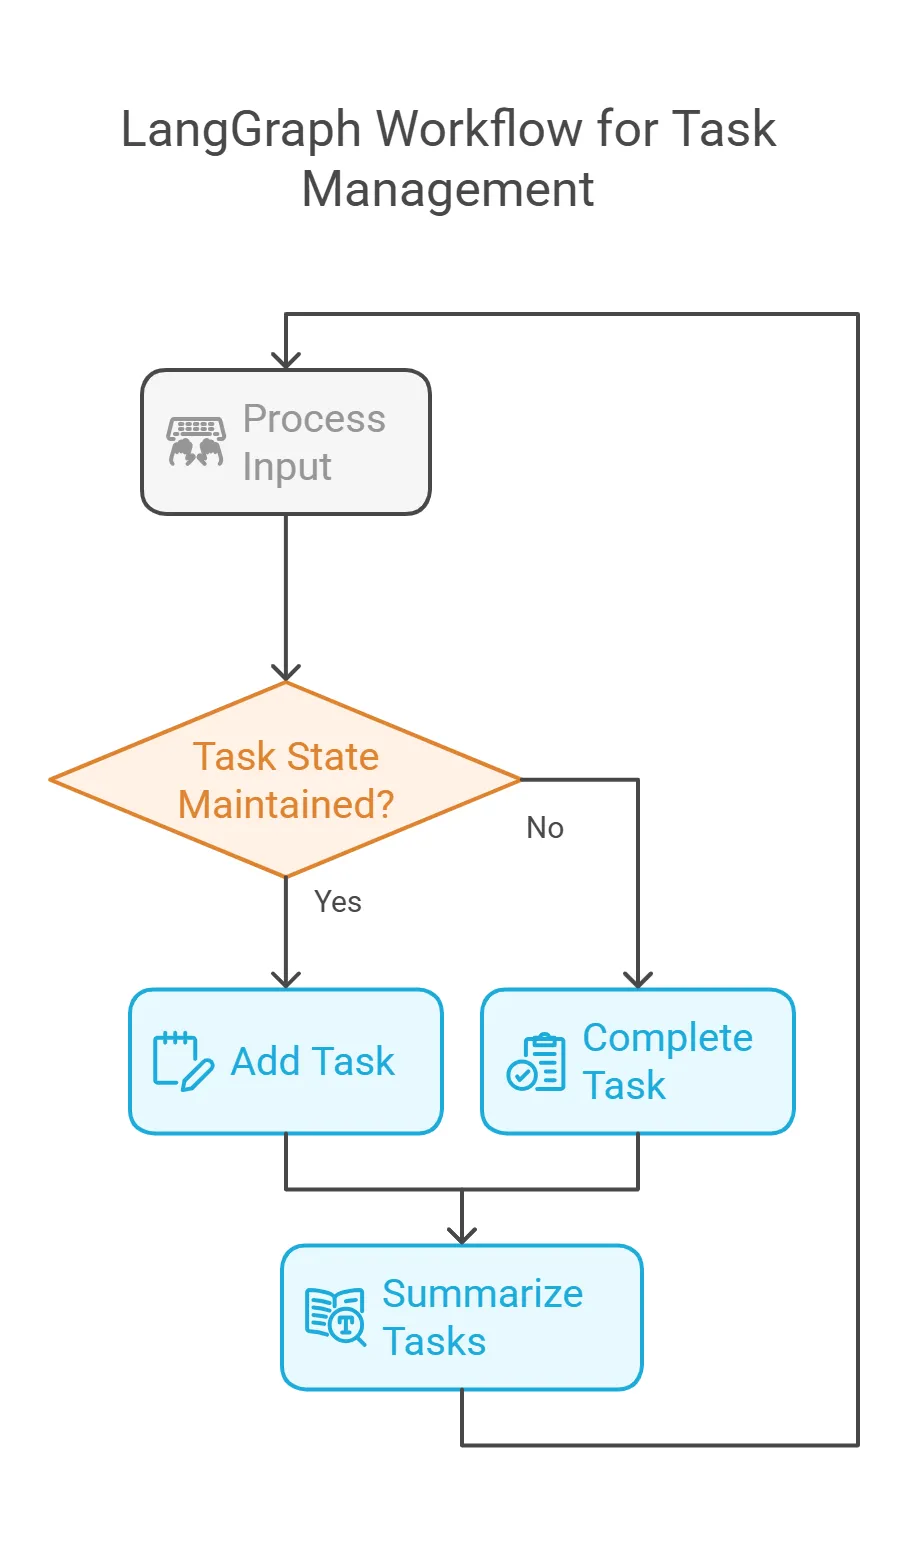 LangGraph Workflow for Task
Management
Process
Input
Task State
Maintained?
No
Yes
Add Task
Complete
Task
Summarize
Tasks